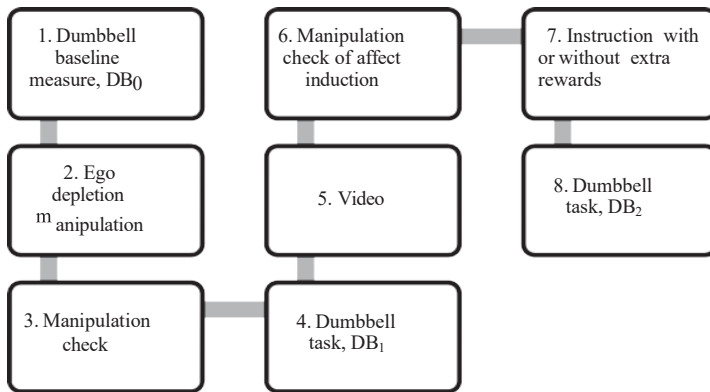 1. Dumbbell
baseline
measure, DB0
2. Ego
depletion
manipulation
3. Manipulation
check
4. Dumbbell
task, DB1
5. Video
6. Manipulation
check of affect
induction
7. Instruction with
or without extra
rewards
8. Dumbbell
task, DB2